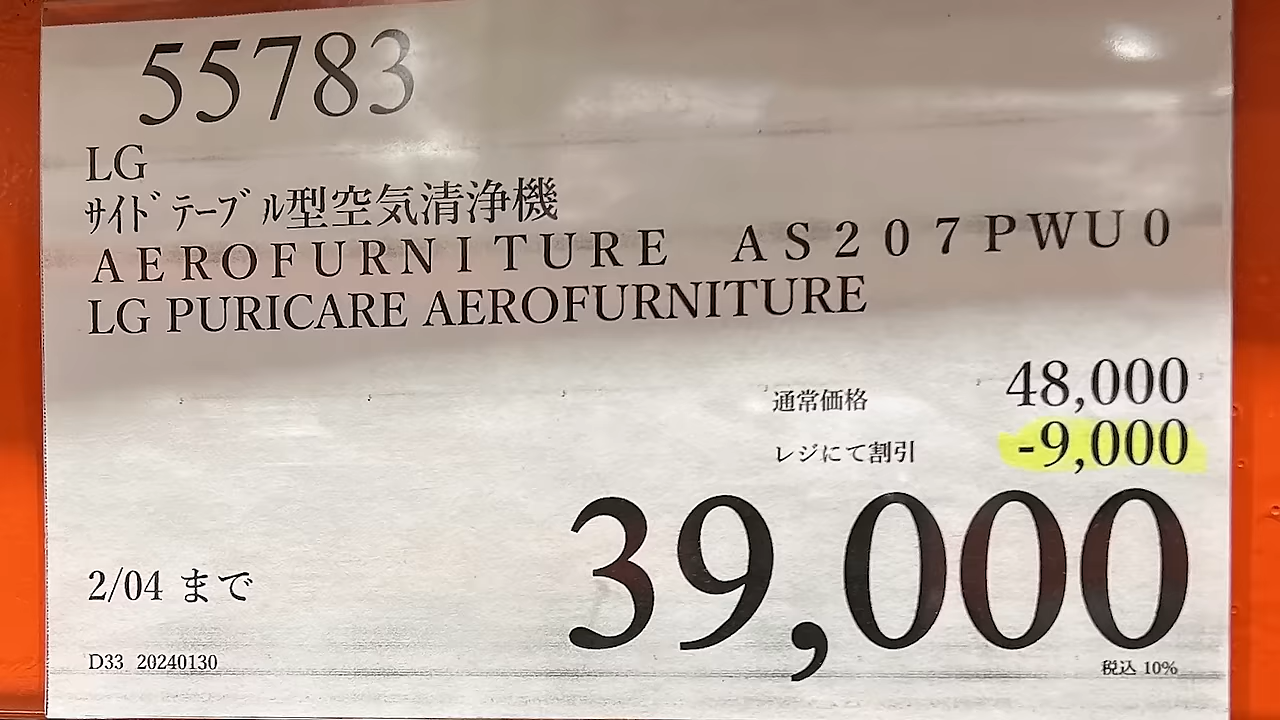 55783
LG
ｻｲﾄﾞﾃｰﾌﾞﾙ型空気清浄機
ＡＥＲＯＦＵＲＮＩＴＵＲＥ　ＡＳ２０７ＰＷＵ０
LG PURICARE AEROFURNITURE
通常価格 48,000
レジにて割引 -9,000
39,000
2/04 まで
D33 20240130
税込 10%